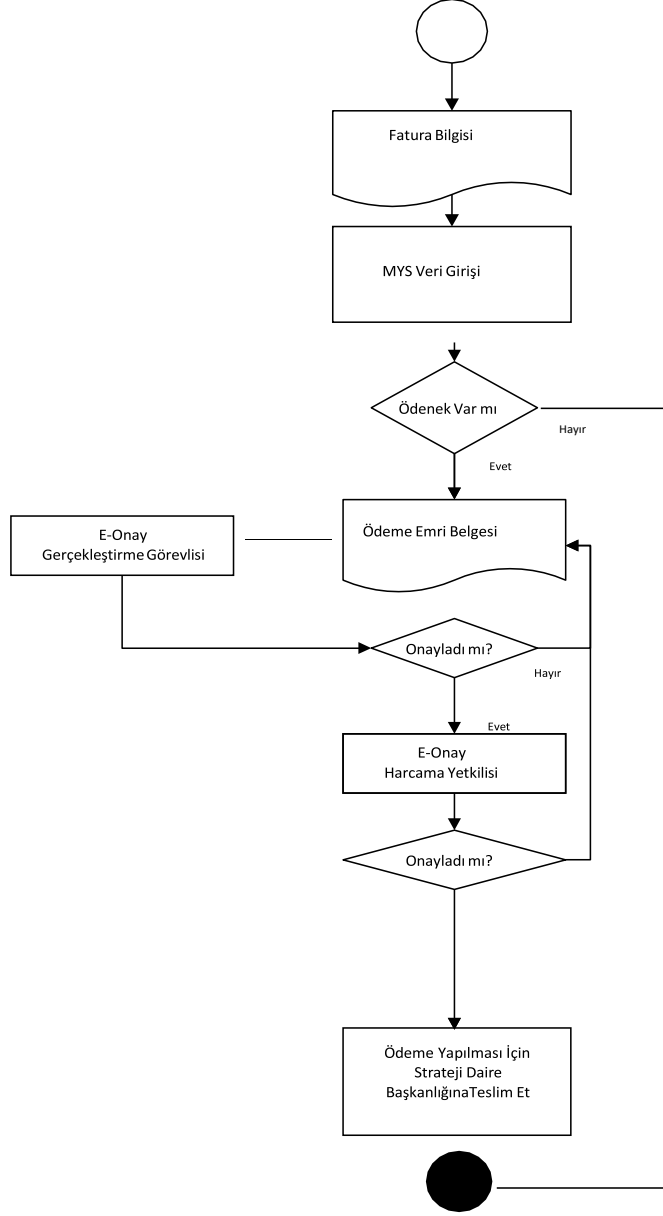 Fatura Bilgisi
MYS Veri Girişi
Ödenek Var mı
Hayır
Evet
E-Onay
Gerçekleştirme Görevlisi
Ödeme Emri Belgesi
Onayladı mı?
Hayır
Evet
E-Onay
Harcama Yetkilisi
Onayladı mı?
Ödeme Yapılması İçin
Strateji Daire
BaşkanlığınaTeslim Et